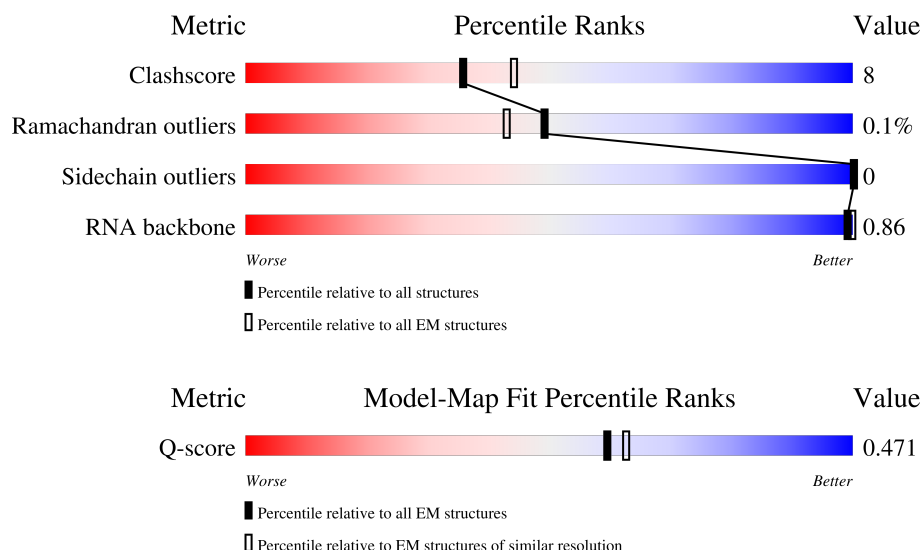 Metric Percentile Ranks Value
Clashscore 8
Ramachandran outliers 0.1%
Sidechain outliers 0
RNA backbone 0.86
Worse Better
Percentile relative to all structures
Percentile relative to all EM structures
Metric Model-Map Fit Percentile Ranks Value
Q-score 0.471
Worse Better
Percentile relative to all EM structures
Percentile relative to EM structures of similar resolution